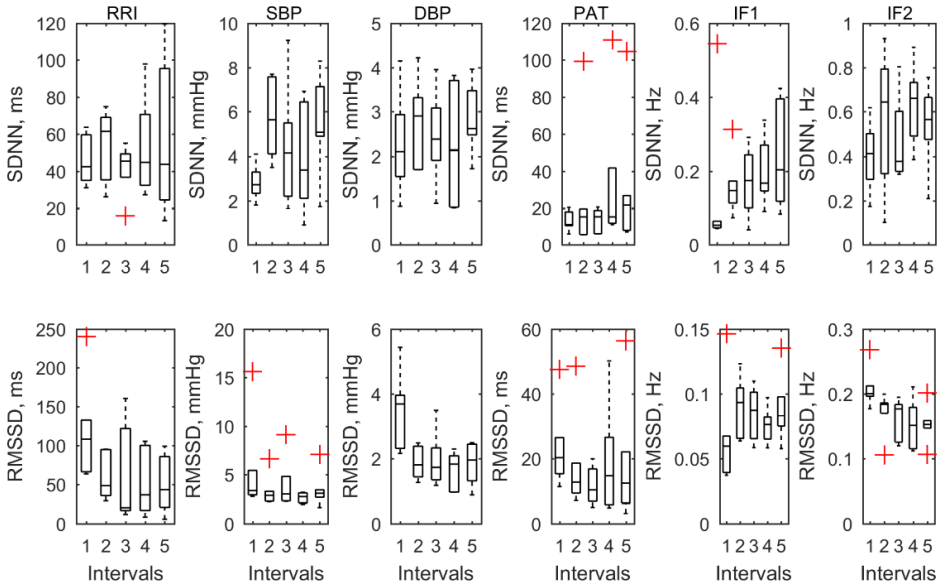 RRI SBP DBP PAT IF1 IF2
SDNN, ms
120
100
80
60
40
20
0
1 2 3 4 5
SDNN, mmHg
10
8
6
4
2
0
1 2 3 4 5
SDNN, mmHg
5
4
3
2
1
0
1 2 3 4 5
SDNN, ms
120
100
80
60
40
20
0
1 2 3 4 5
SDNN, Hz
0.6
0.4
0.2
0
1 2 3 4 5
SDNN, Hz
1
0.8
0.6
0.4
0.2
0
1 2 3 4 5
RMSSD, ms
250
200
150
100
50
0
1 2 3 4 5
Intervals
RMSSD, mmHg
20
15
10
5
0
1 2 3 4 5
Intervals
RMSSD, mmHg
6
4
2
0
1 2 3 4 5
Intervals
RMSSD, ms
60
40
20
0
1 2 3 4 5
Intervals
RMSSD, Hz
0.15
0.1
0.05
0
1 2 3 4 5
Intervals
RMSSD, Hz
0.3
0.2
0.1
0
1 2 3 4 5
Intervals